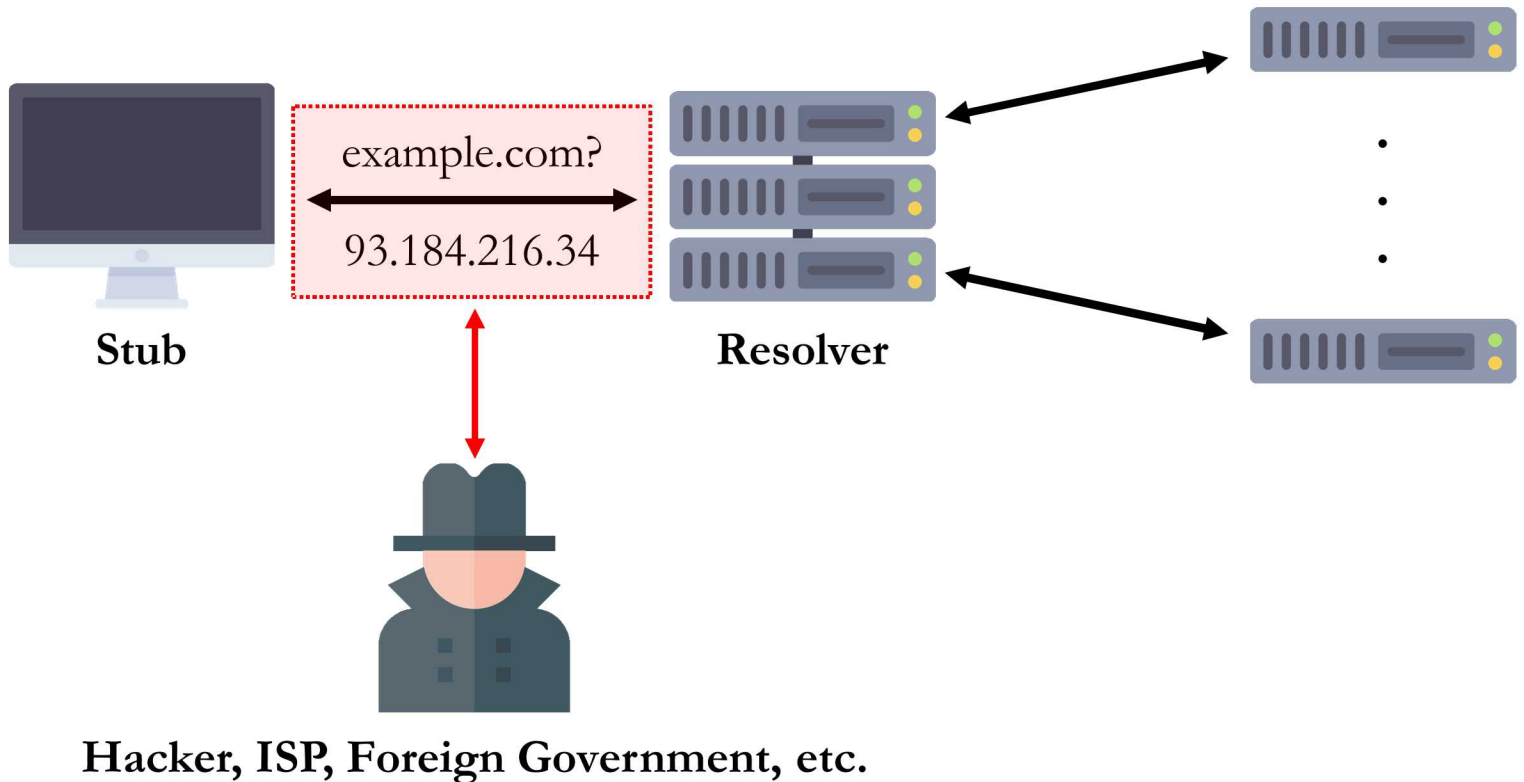 example.com?
93.184.216.34
Stub
Resolver
Hacker, ISP, Foreign Government, etc.